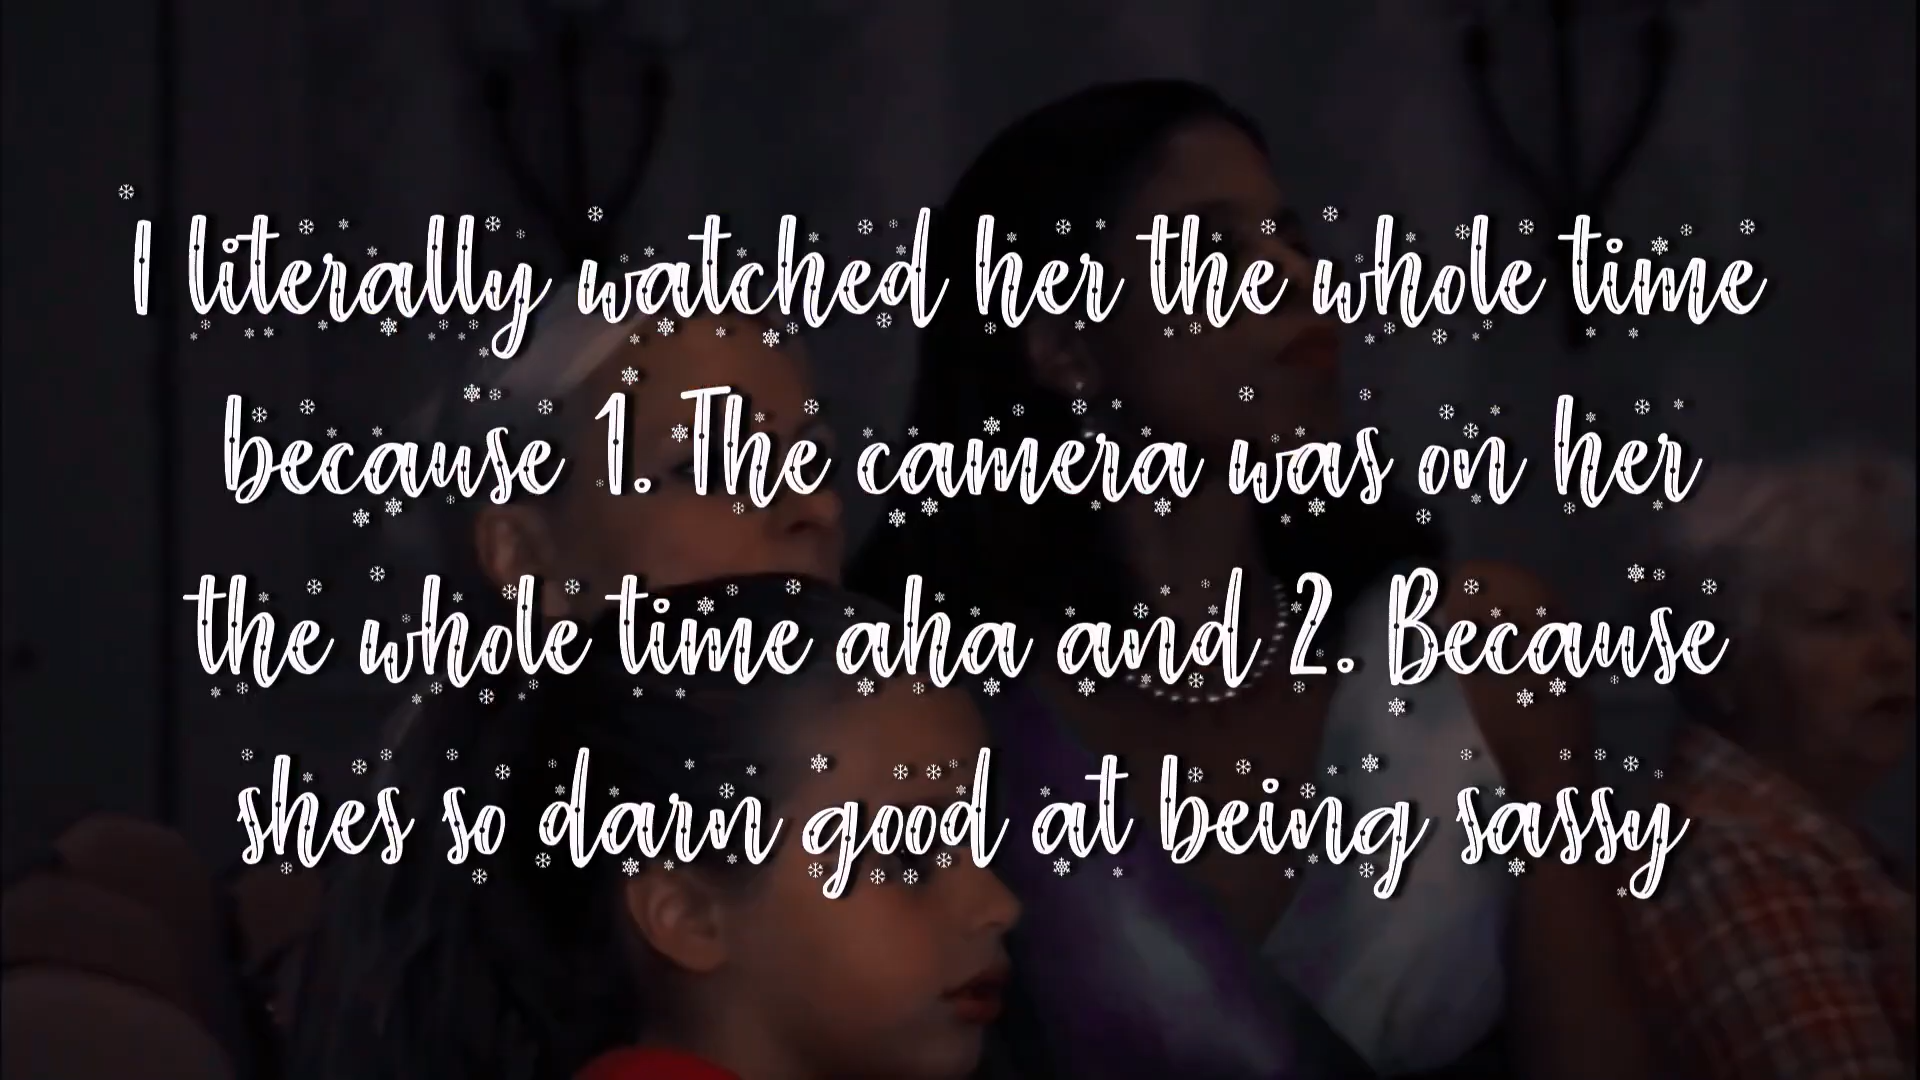 I literally watched her the whole time
because 1. The camera was on her
the whole time aha and 2. Because
shes so darn good at being sassy